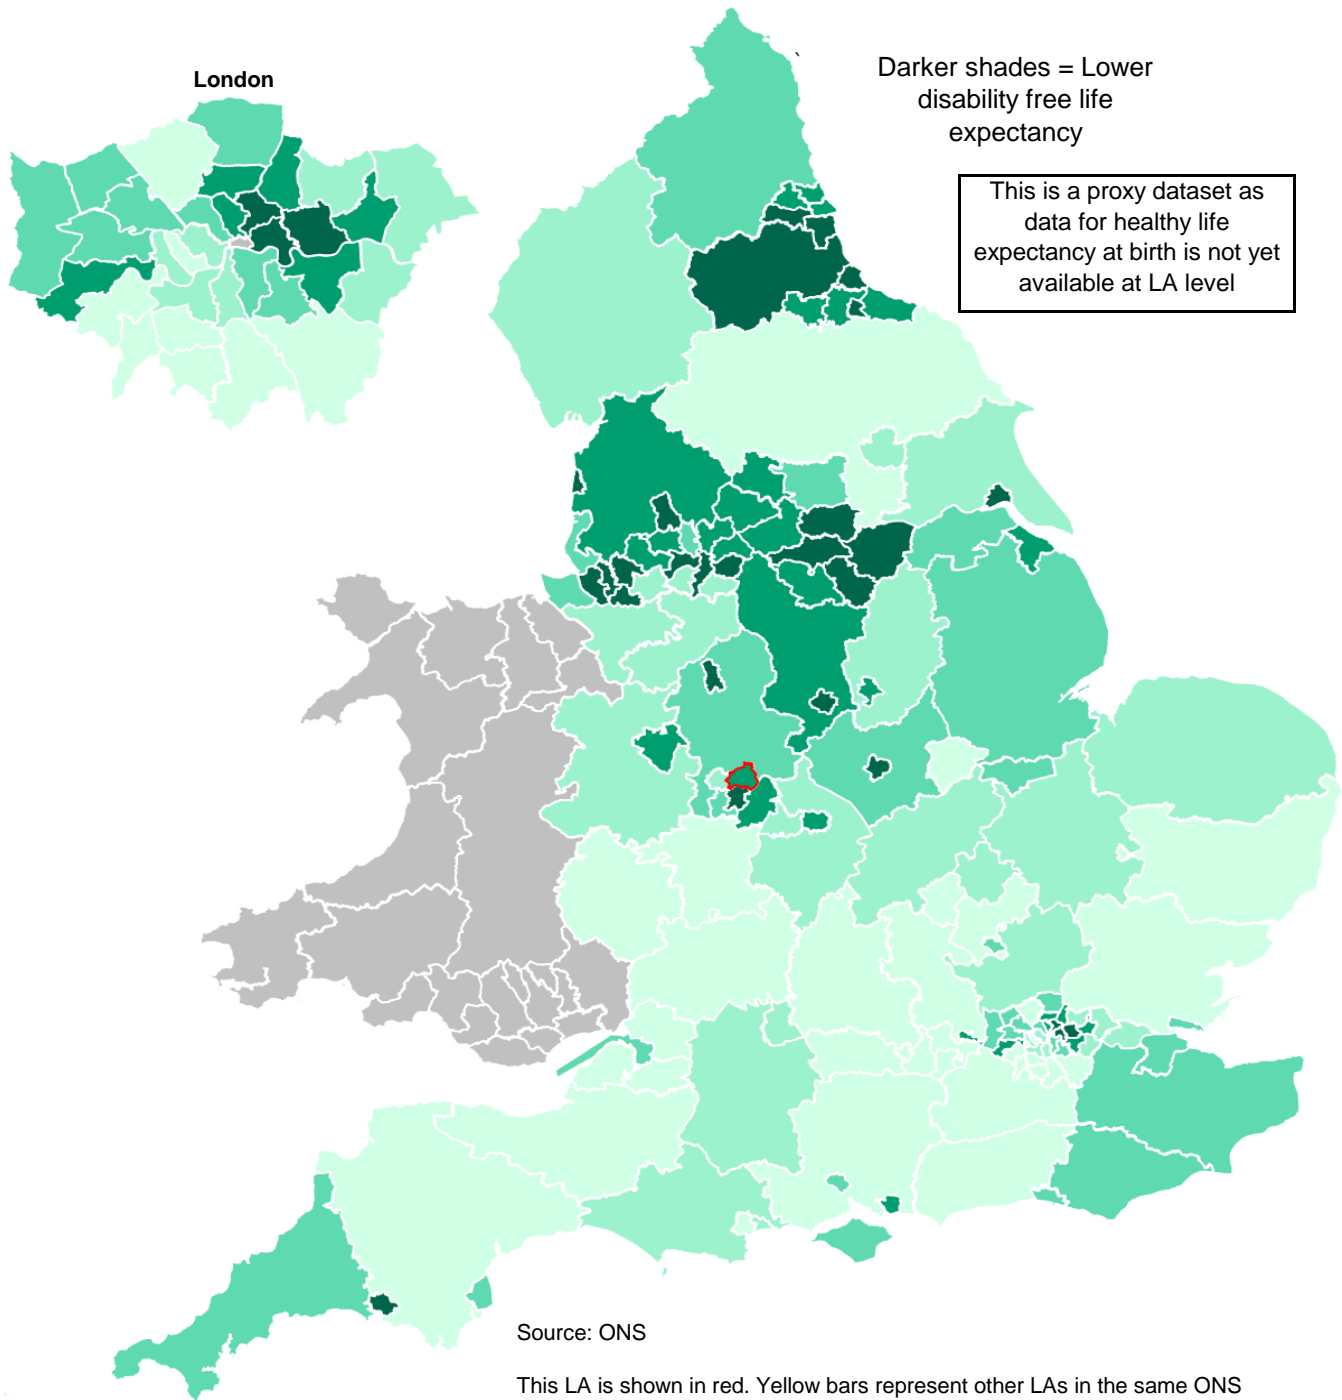 London
`
Darker shades = Lower
disability free life
expectancy
This is a proxy dataset as
data for healthy life
expectancy at birth is not yet
available at LA level
Source: ONS
This LA is shown in red. Yellow bars represent other LAs in the same ONS